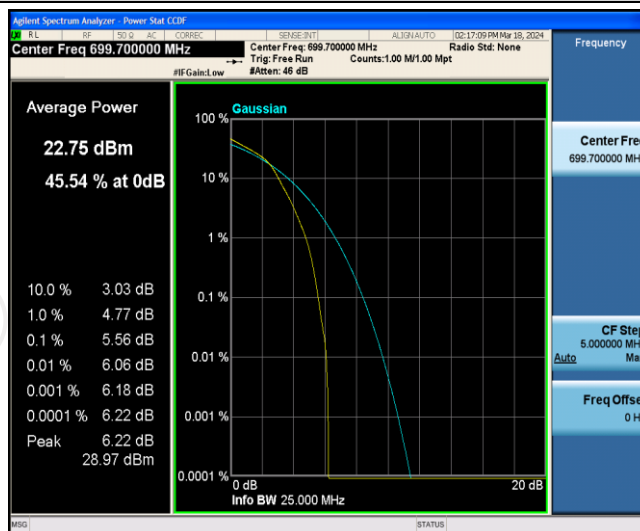 Agilent Spectrum Analyzer - Power Stat CCDF
RL RF 50 Ω AC CORREC SENSE:INT ALIGNAUTO 02:17:09 PM Mar 18, 2024
Center Freq 699.700000 MHz
Center Freq: 699.700000 MHz Radio Std: None
Trig: Free Run Counts:1.00 M/1.00 Mpt
#IFGain:Low #Atten: 46 dB
Frequency
Average Power
22.75 dBm
45.54 % at 0dB
10.0 % 3.03 dB
1.0 % 4.77 dB
0.1 % 5.56 dB
0.01 % 6.06 dB
0.001 % 6.18 dB
0.0001 % 6.22 dB
Peak 6.22 dB
28.97 dBm
Gaussian
100 %
10 %
1 %
0.1 %
0.01 %
0.001 %
0.0001 %
0 dB 20 dB
Info BW 25.000 MHz
Center Fre
699.700000 MH
CF Step
5.000000 MH
Auto Ma
Freq Offse
0 H
MSG STATUS